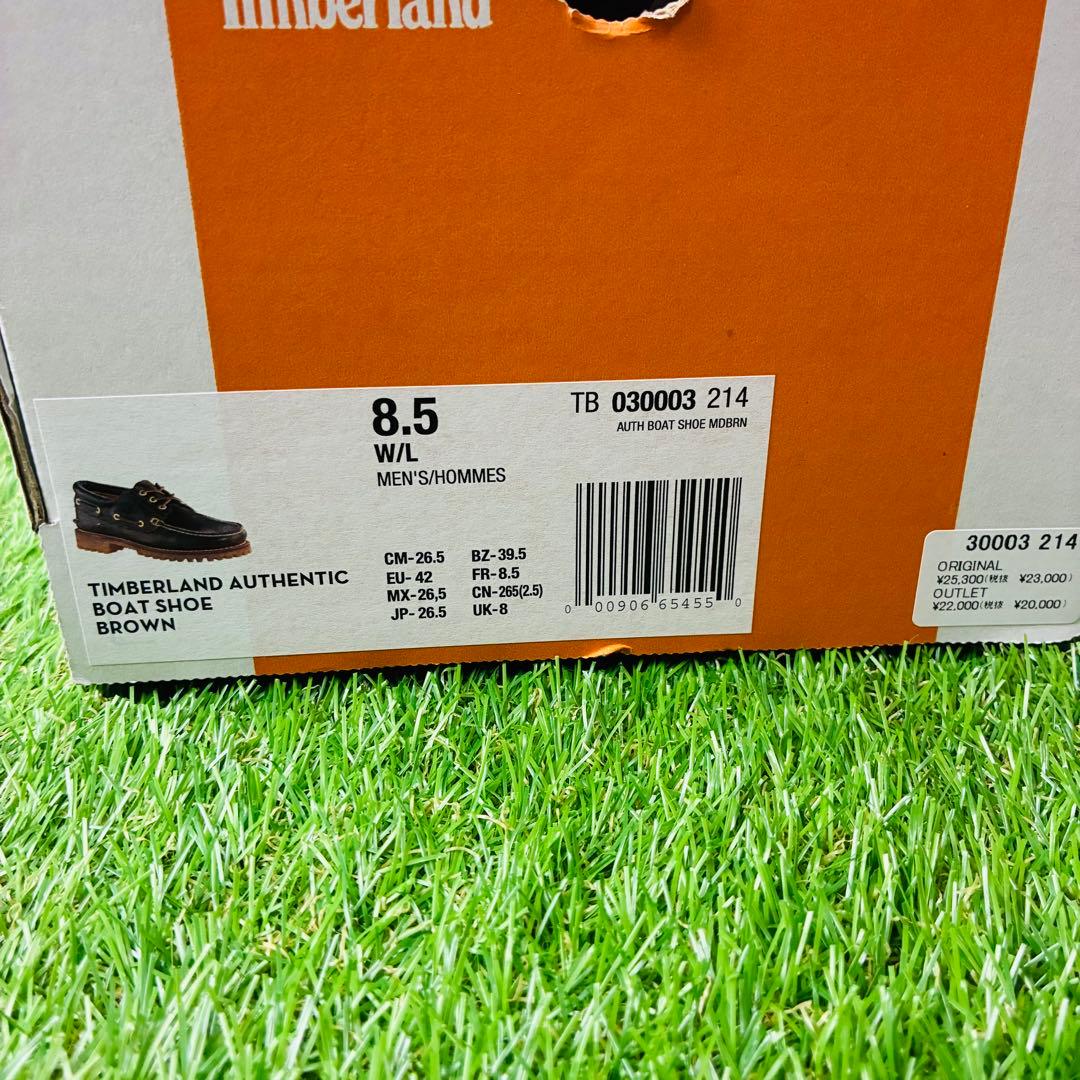 Timberland
8.5
W/L
MEN'S/HOMMES
TB 030003 214
AUTH BOAT SHOE MDBRN
TIMBERLAND AUTHENTIC
BOAT SHOE
BROWN
CM-26.5 BZ-39.5
EU- 42 FR-8.5
MX-26,5 CN-265(2.5)
JP-26.5 UK-8
0 00906 65455 0
30003 214
ORIGINAL
¥25,300(税抜 ¥23,000)
OUTLET
¥22,000(税抜 ¥20,000)